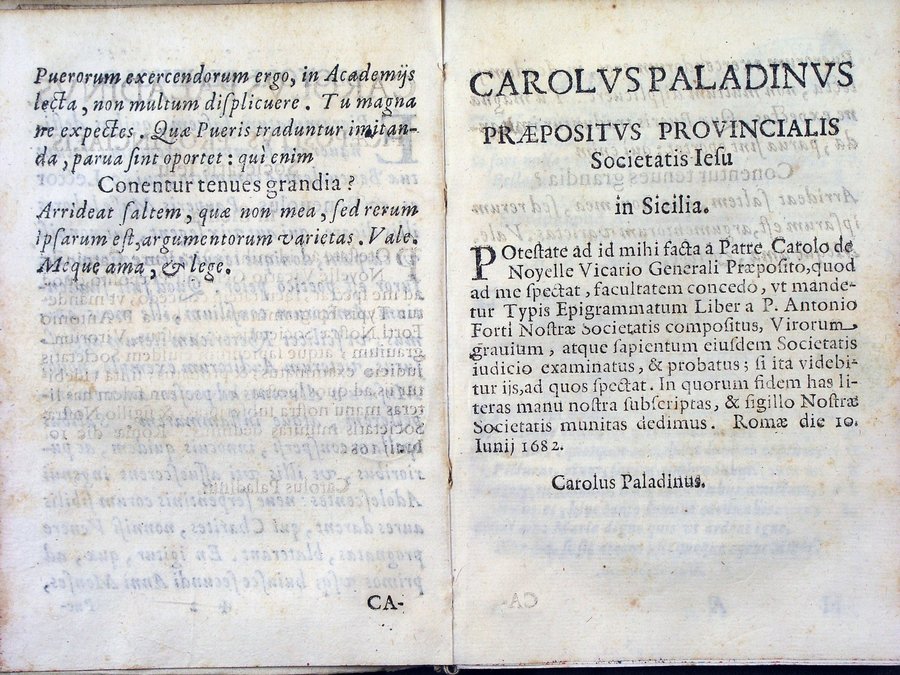 Puerorum exercendorum ergo, in Academijs
lecta, non multum displicuere. Tu magna
ne expectes. Quæ Pueris traduntur imitan-
da, parua sint oportet: qui enim
Conentur tenues grandia?
Arrideat saltem, quæ non mea, sed rerum
ipsarum est, argumentorum varietas. Vale.
Meque ama, & lege.
CA-
CAROLVS PALADINVS
PRÆPOSITVS PROVINCIALIS
Societatis Iesu
in Sicilia.
POtestate ad id mihi facta a Patre Carolo de
Noyelle Vicario Generali Præposito, quod
ad me spectat, facultatem concedo, vt mande-
tur Typis Epigrammatum Liber a P. Antonio
Forti Nostræ Societatis compositus, Virorum
grauium, atque sapientum eiusdem Societatis
iudicio examinatus, & probatus; si ita videbi-
tur ijs, ad quos spectat. In quorum fidem has li-
teras manu nostra subscriptas, & sigillo Nostræ
Societatis munitas dedimus. Romæ die 10.
Iunij 1682.
Carolus Paladinus.